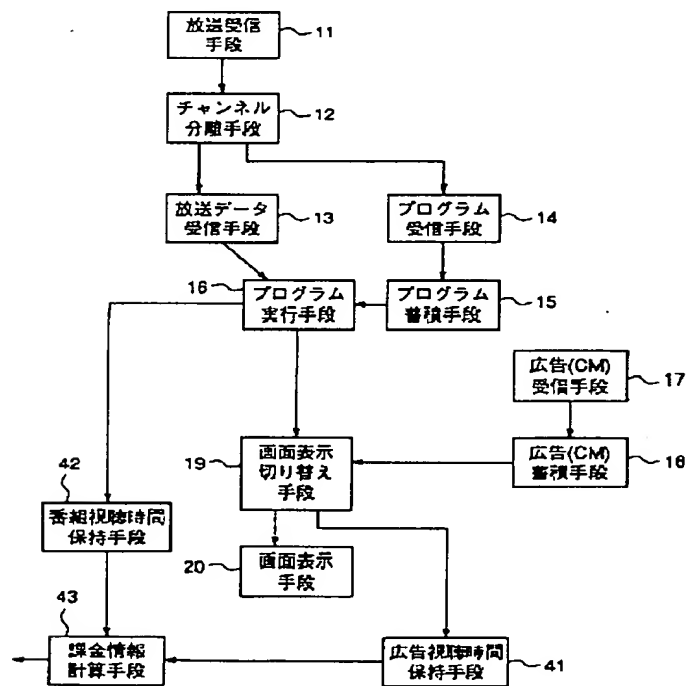 放送受信
手段
11
チャンネル
分離手段
12
放送データ
受信手段
13
プログラム
受信手段
14
16
プログラム
実行手段
プログラム
蓄積手段
15
広告(CM)
受信手段
17
19
画面表示
切り替え
手段
広告(CM)
蓄積手段
18
42
番組視聴時間
保持手段
20
画面表示
手段
43
課金情報
計算手段
広告視聴時間
保持手段
41